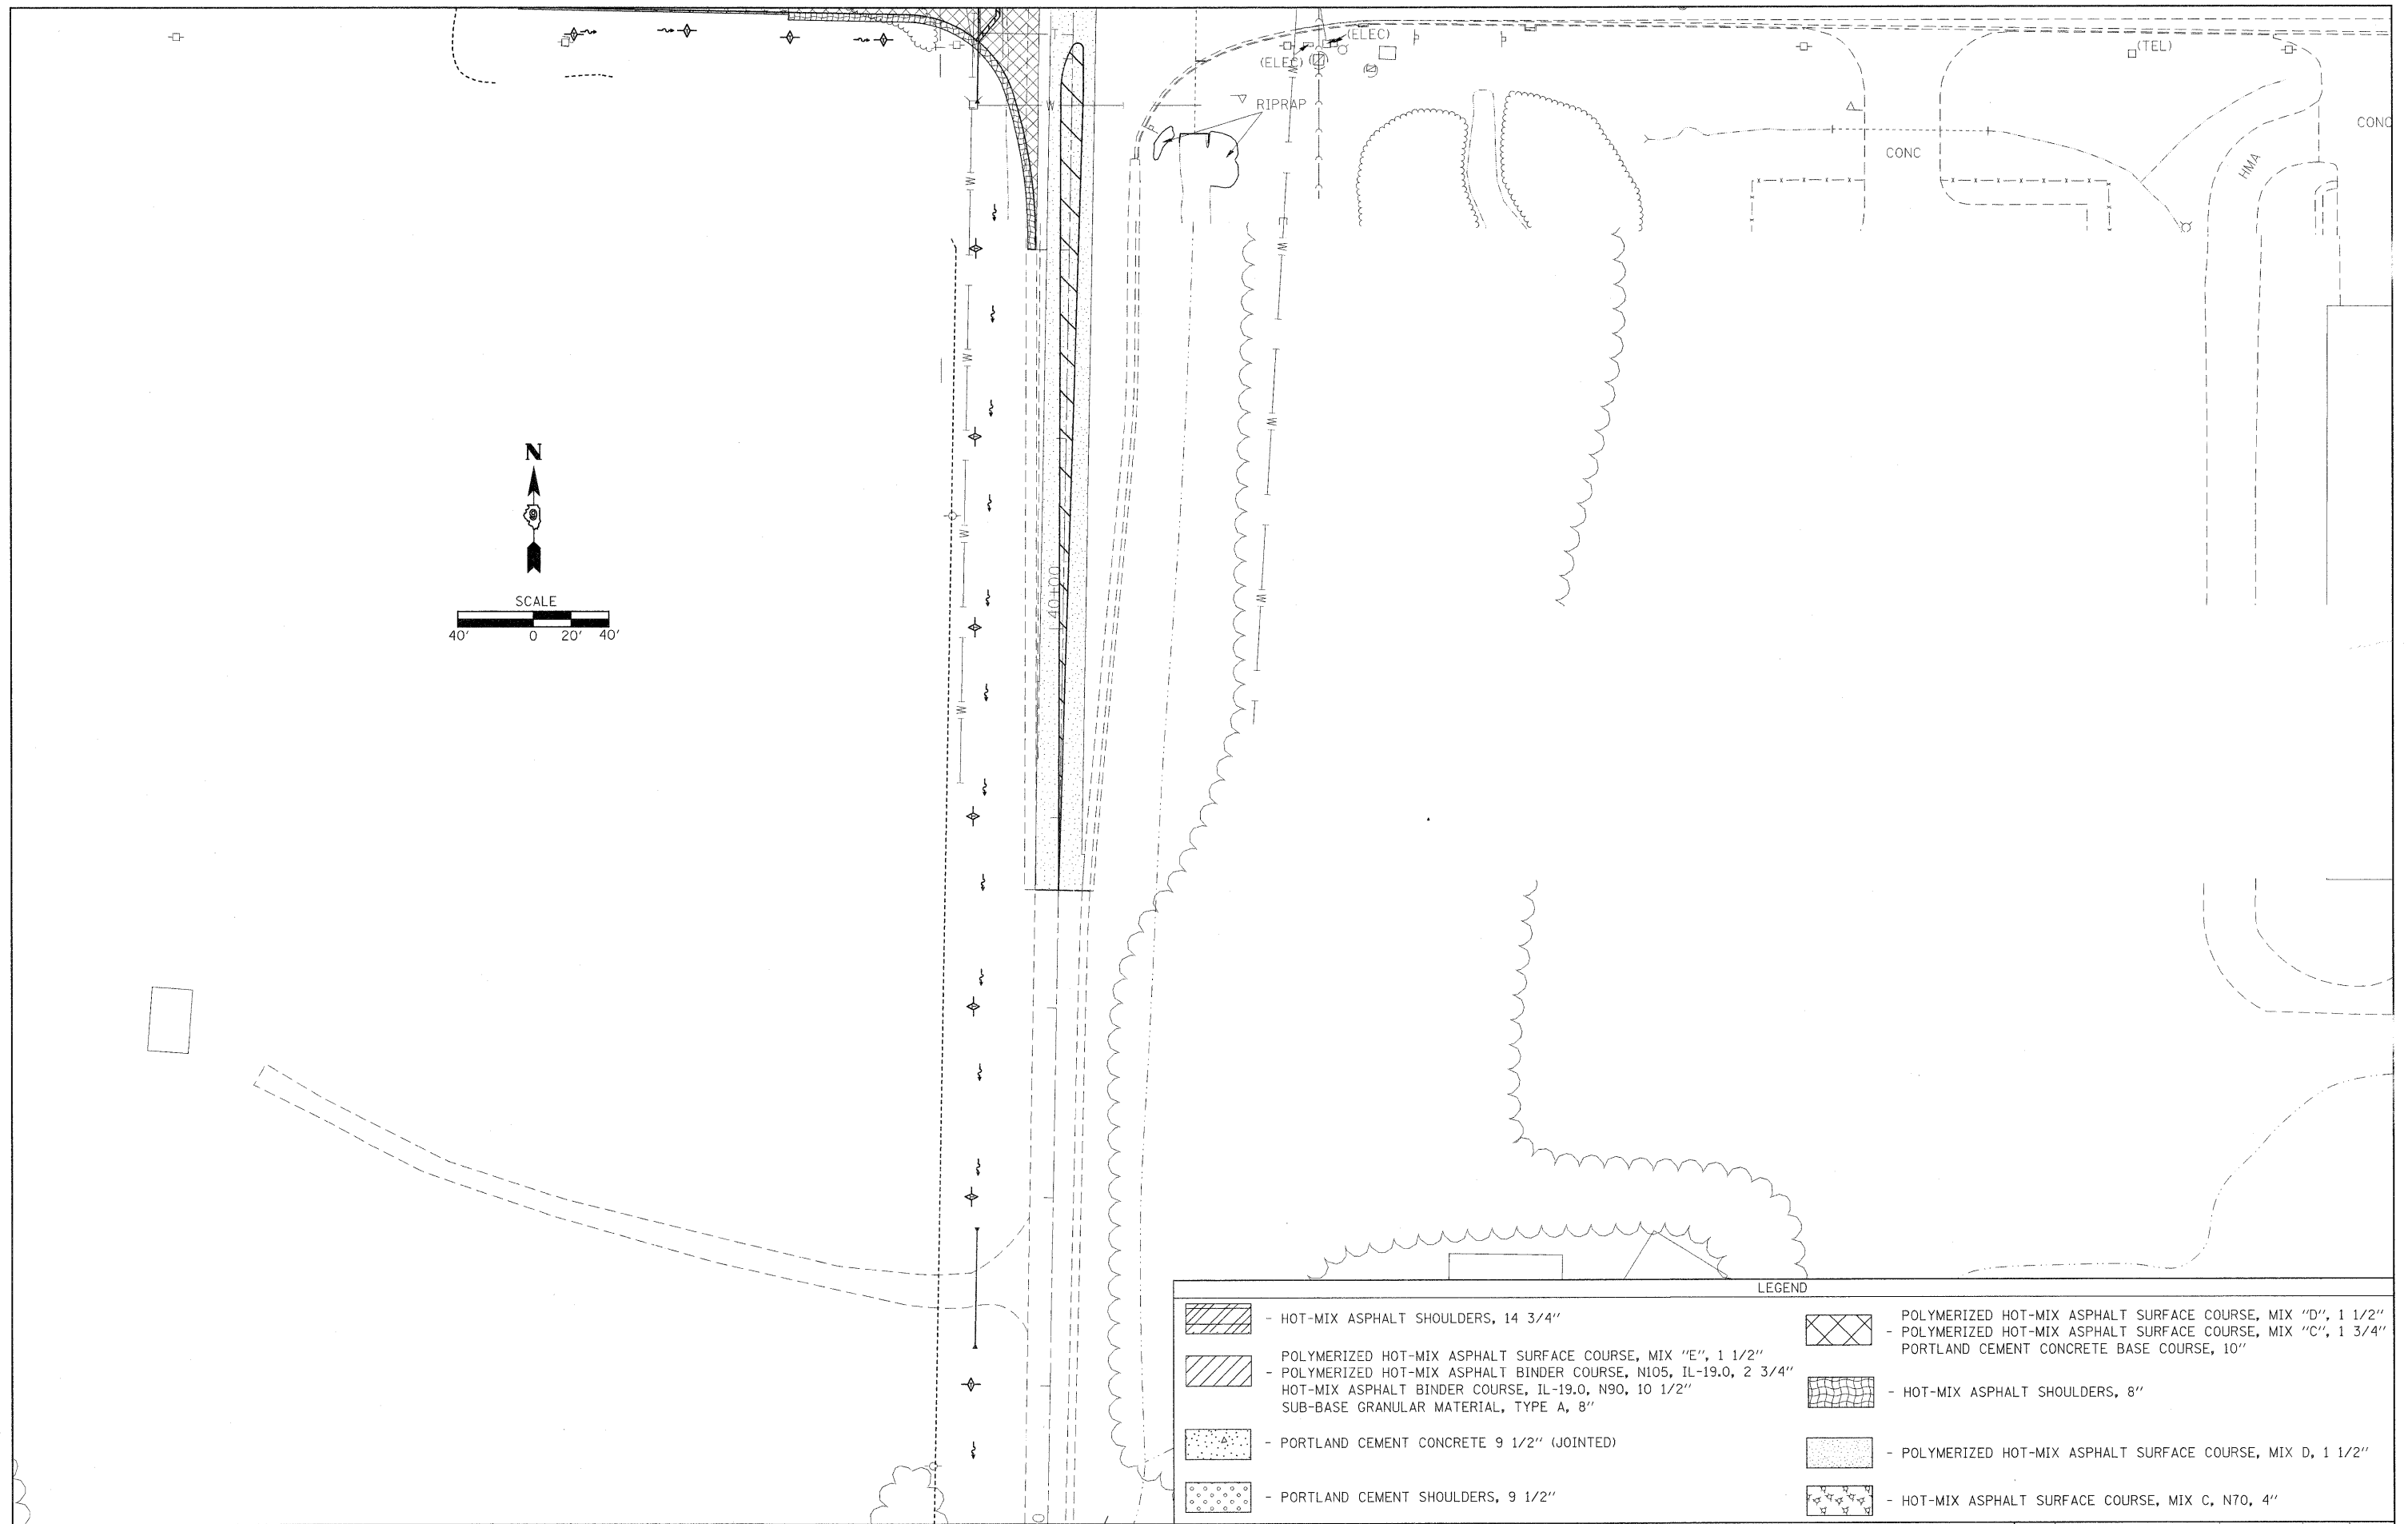 (ELEC)
(TEL)
(ELEC)
W
T
W
RIPRAP
CONC
CONC
HMA
W
W
W
W
N
W
W
W
40+00
SCALE
40' 0 20' 40'
W
LEGEND
- HOT-MIX ASPHALT SHOULDERS, 14 3/4"
POLYMERIZED HOT-MIX ASPHALT SURFACE COURSE, MIX "E", 1 1/2"
- POLYMERIZED HOT-MIX ASPHALT BINDER COURSE, N105, IL-19.0, 2 3/4"
HOT-MIX ASPHALT BINDER COURSE, IL-19.0, N90, 10 1/2"
SUB-BASE GRANULAR MATERIAL, TYPE A, 8"
- PORTLAND CEMENT CONCRETE 9 1/2" (JOINTED)
- PORTLAND CEMENT SHOULDERS, 9 1/2"
POLYMERIZED HOT-MIX ASPHALT SURFACE COURSE, MIX "D", 1 1/2"
- POLYMERIZED HOT-MIX ASPHALT SURFACE COURSE, MIX "C", 1 3/4"
PORTLAND CEMENT CONCRETE BASE COURSE, 10"
- HOT-MIX ASPHALT SHOULDERS, 8"
- POLYMERIZED HOT-MIX ASPHALT SURFACE COURSE, MIX D, 1 1/2"
- HOT-MIX ASPHALT SURFACE COURSE, MIX C, N70, 4"